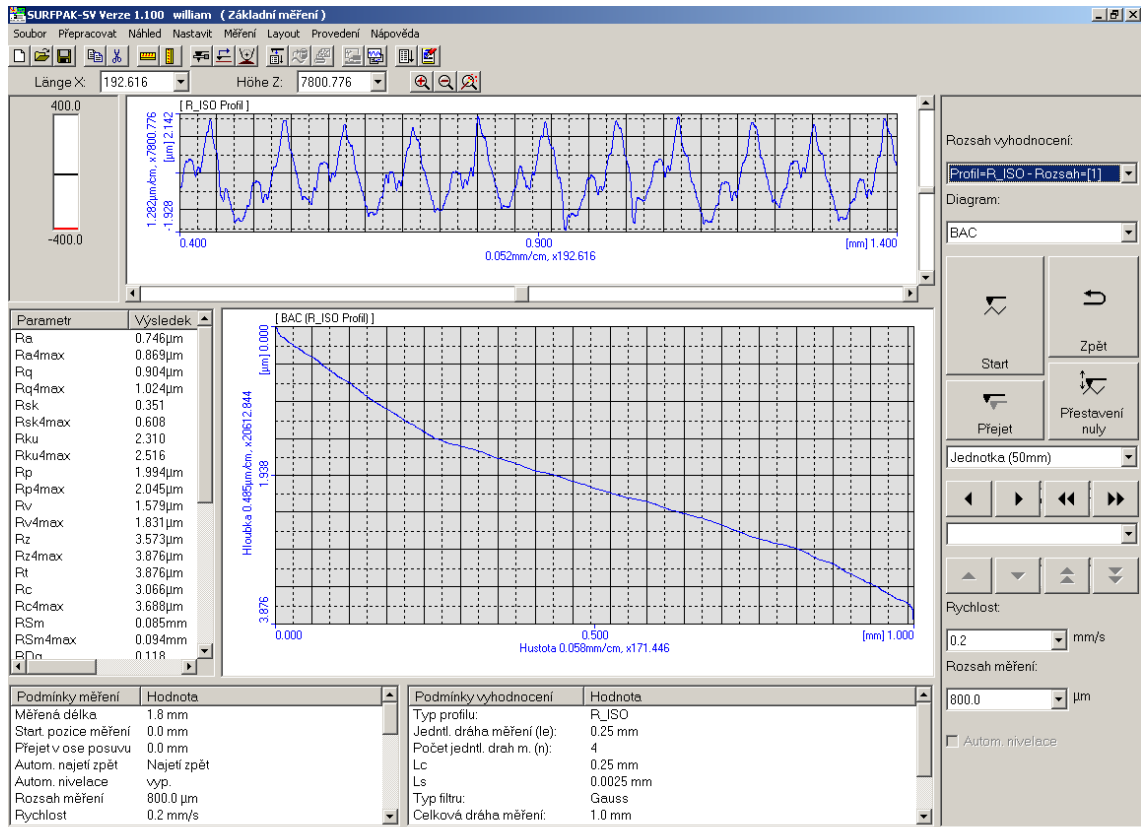 SURFPAK-SV Verze 1.100 william ( Základní měření )
Soubor Přepracovat Náhled Nastavit Měření Layout Provedení Nápověda
Länge X: 192.616 Höhe Z: 7800.776
400.0
-400.0
[ R_ISO Profil ]
1.282µm/cm, x7800.776
-1.928 [µm] 2.142
0.400 0.900 [mm] 1.400
0.052mm/cm, x192.616
Parametr Výsledek
Ra 0.746µm
Ra4max 0.869µm
Rq 0.904µm
Rq4max 1.024µm
Rsk 0.351
Rsk4max 0.608
Rku 2.310
Rku4max 2.516
Rp 1.994µm
Rp4max 2.045µm
Rv 1.579µm
Rv4max 1.831µm
Rz 3.573µm
Rz4max 3.876µm
Rt 3.876µm
Rc 3.066µm
Rc4max 3.688µm
RSm 0.085mm
RSm4max 0.094mm
RDq 0.118
[ BAC (R_ISO Profil) ]
Hloubka 0.485µm/cm, x20612.844
3.876 1.938 [µm] 0.000
0.000 0.500 [mm] 1.000
Hustota 0.058mm/cm, x171.446
Podmínky měření Hodnota
Měřená délka 1.8 mm
Start. pozice měření 0.0 mm
Přejet v ose posuvu 0.0 mm
Autom. najetí zpět Najetí zpět
Autom. nivelace vyp.
Rozsah měření 800.0 µm
Rychlost 0.2 mm/s
Podmínky vyhodnocení Hodnota
Typ profilu: R_ISO
Jedntl. dráha měření (le): 0.25 mm
Počet jedntl. drah m. (n): 4
Lc 0.25 mm
Ls 0.0025 mm
Typ filtru: Gauss
Celková dráha měření: 1.0 mm
Rozsah vyhodnocení:
Profil=R_ISO - Rozsah=[1]
Diagram:
BAC
Start
Zpět
Přejet
Přestavení
nuly
Jednotka (50mm)
Rychlost:
0.2 mm/s
Rozsah měření:
800.0 µm
Autom. nivelace